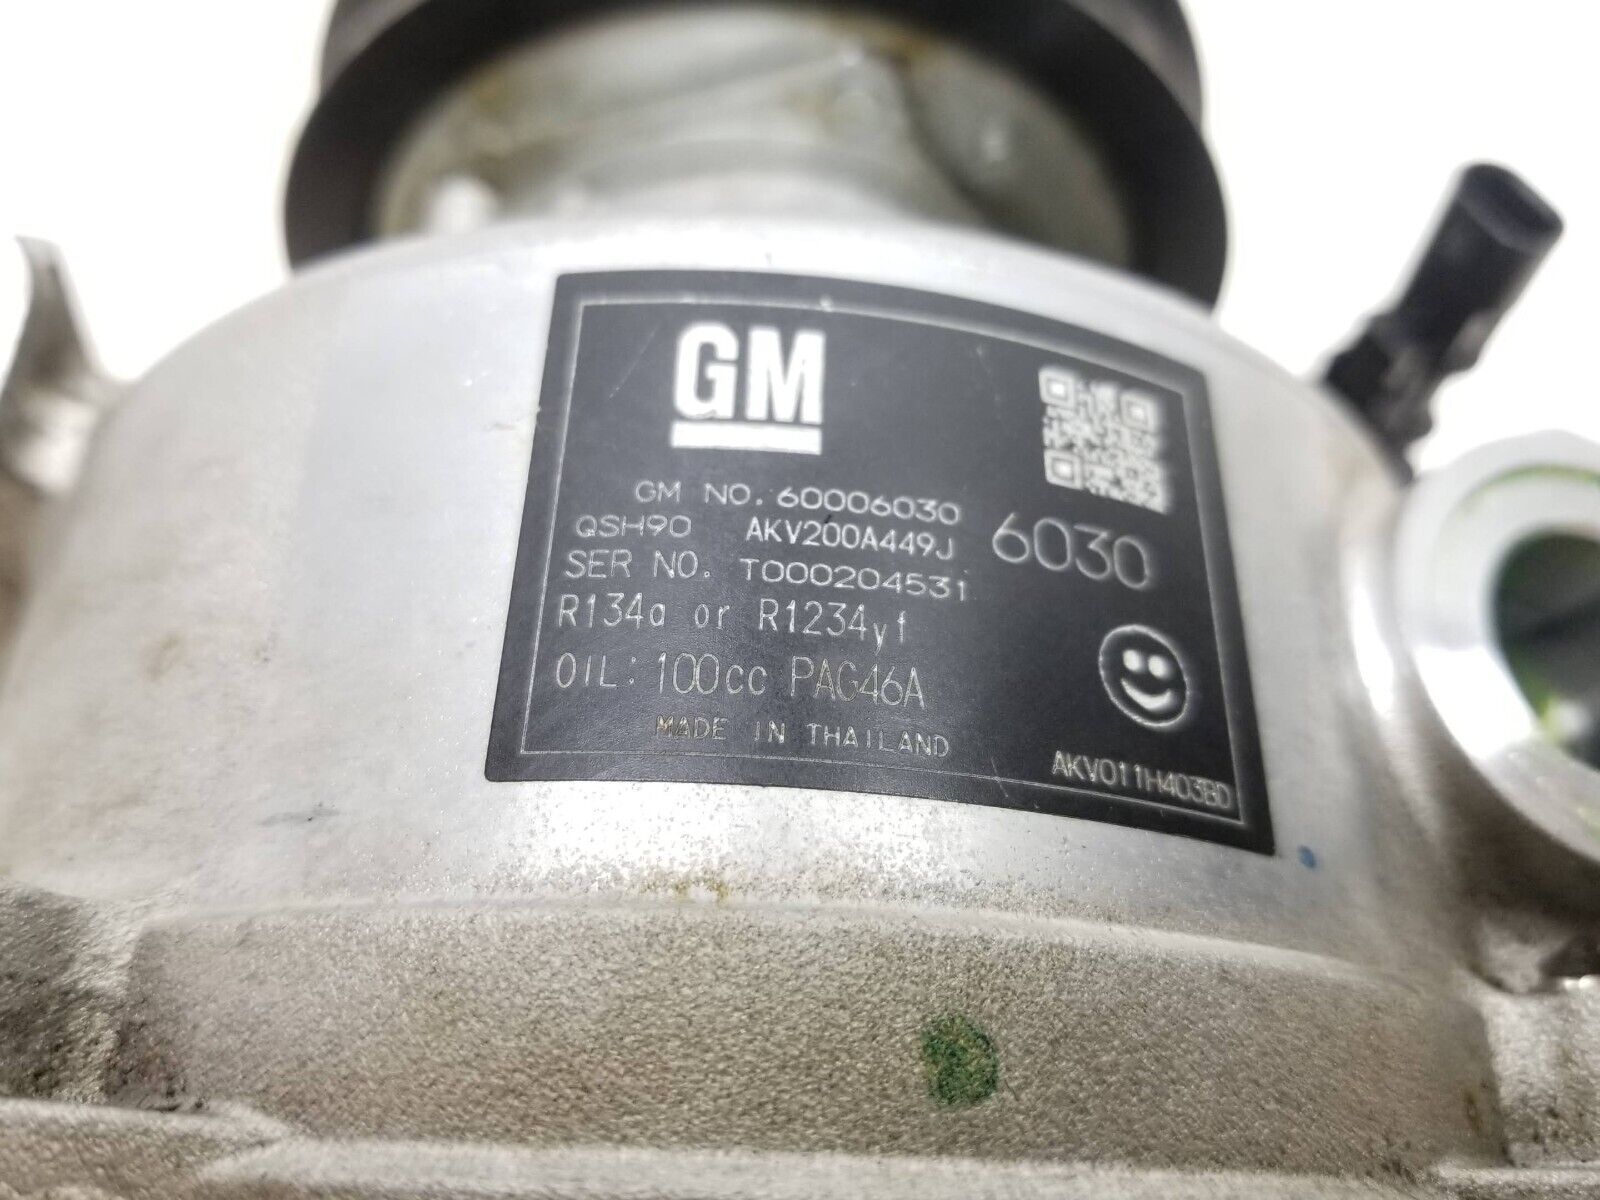 GM
GM NO. 60006030
QSH90 AKV200A449J 6030
SER NO. T000204531
R134a or R1234yf
OIL: 100cc PAG46A
MADE IN THAILAND
AKV011H403BD